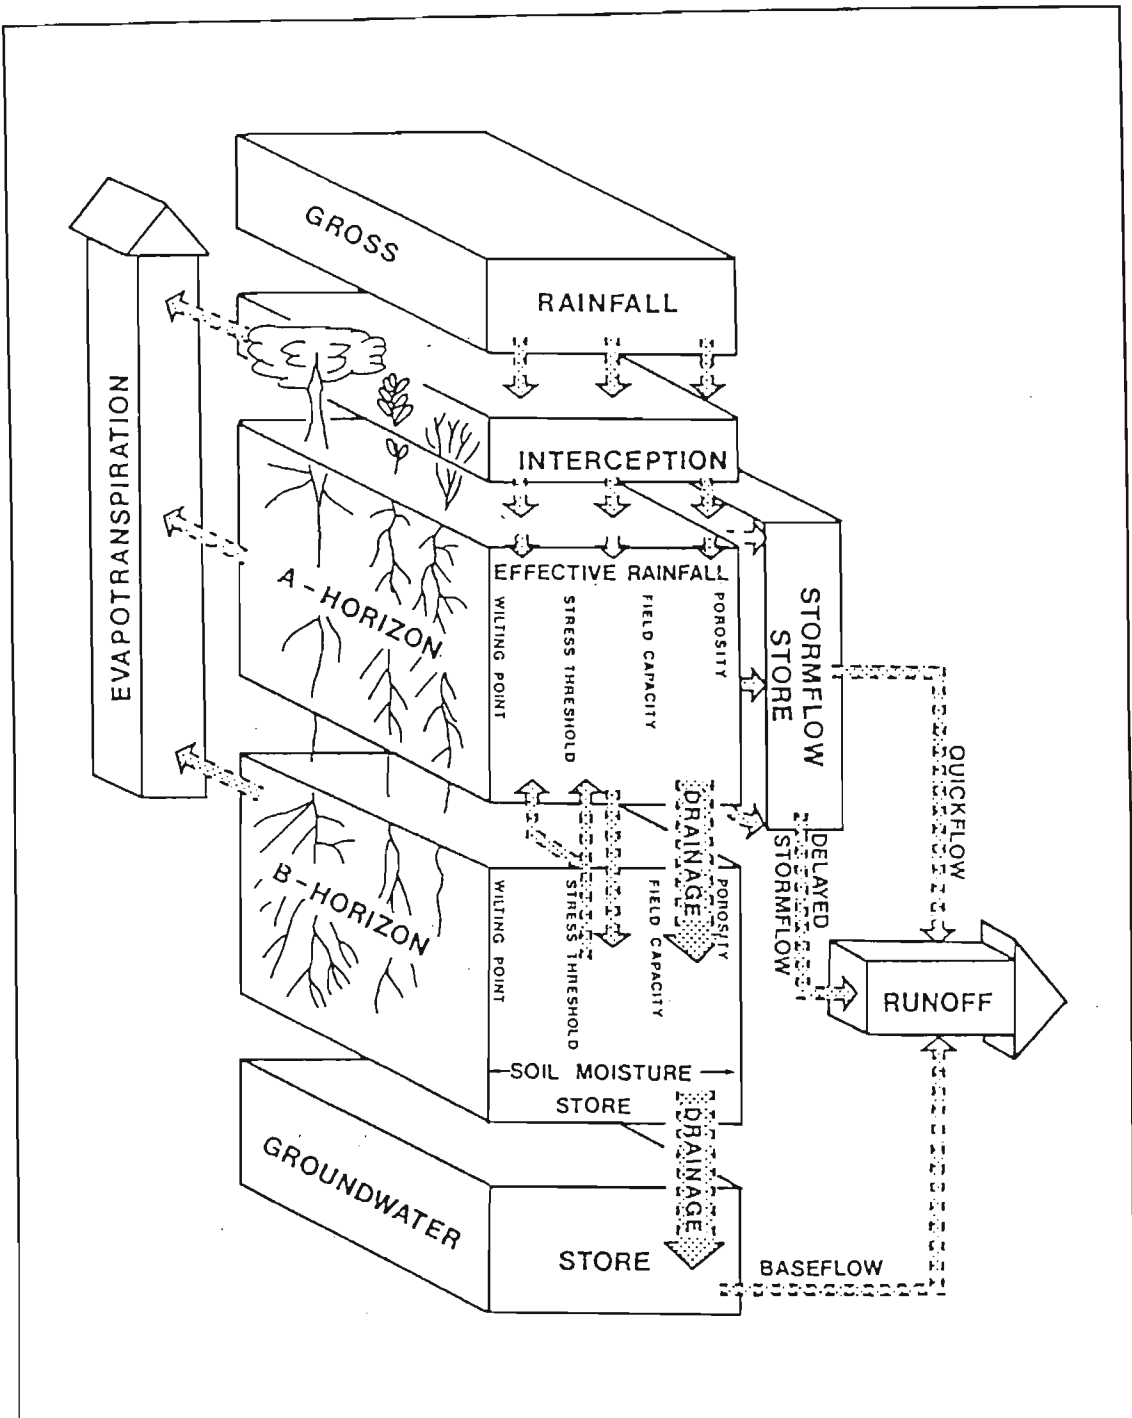 GROSS
RAINFALL
INTERCEPTION
EVAPOTRANSPIRATION
EFFECTIVE RAINFALL
A-HORIZON
WILTING POINT
STRESS THRESHOLD
FIELD CAPACITY
POROSITY
STORMFLOW
STORE
DRAINAGE
QUICKFLOW
DELAYED
STORMFLOW
B-HORIZON
WILTING POINT
STRESS THRESHOLD
FIELD CAPACITY
POROSITY
RUNOFF
SOIL MOISTURE
STORE
DRAINAGE
GROUNDWATER
STORE
BASEFLOW